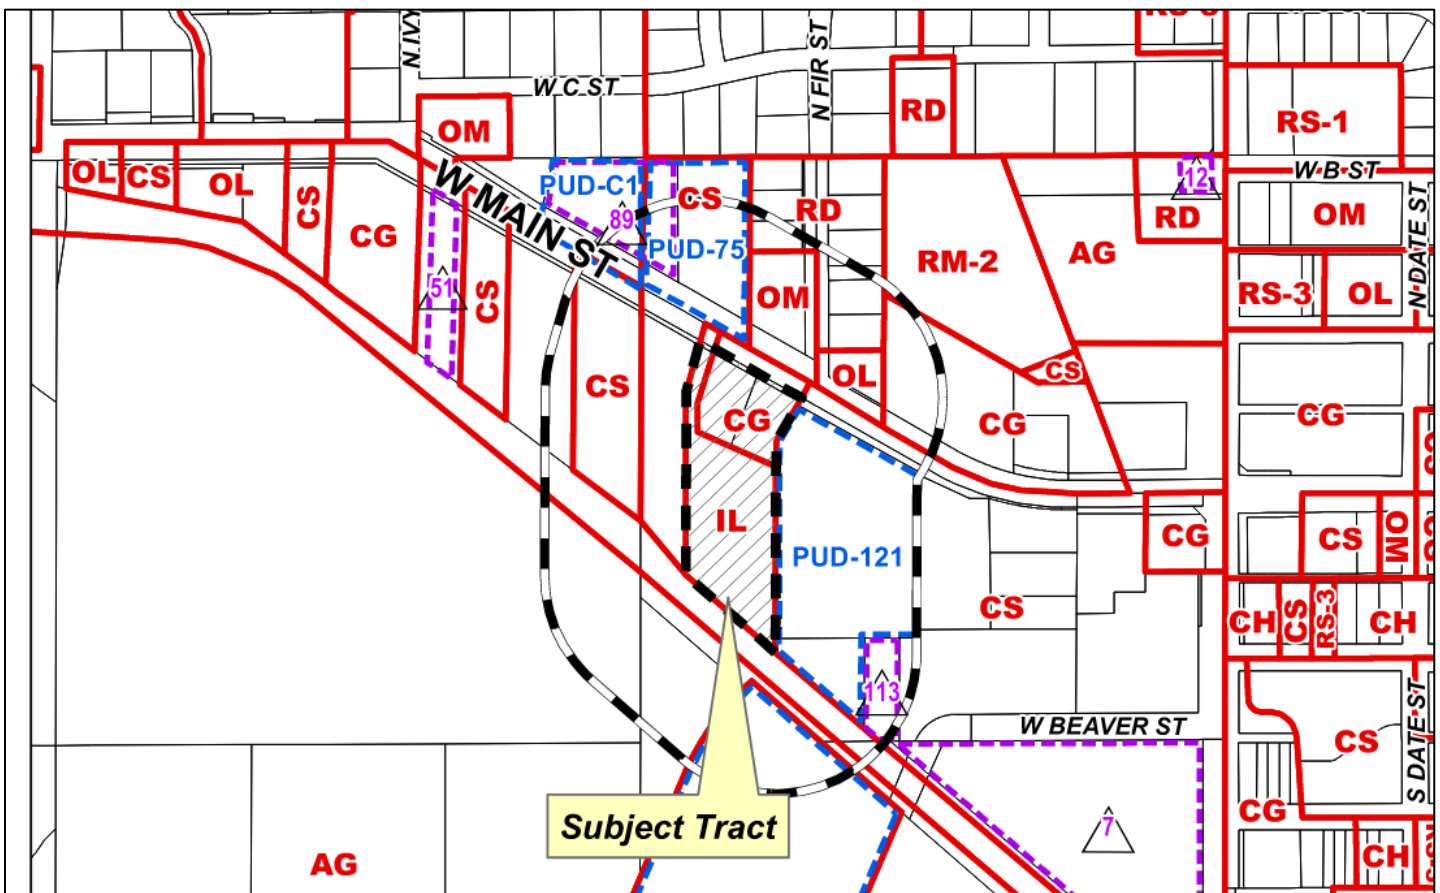 N IVY
W C ST
N FIR ST
OM
RD
RS-1
OL
CS
OL
CS
CG
W MAIN ST
PUD-C1
89
CS
PUD-75
RD
RM-2
AG
12
RD
W B ST
OM
N DATE ST
51
CS
OM
RS-3
OL
CS
CG
OL
CS
CG
CG
IL
PUD-121
CG
CS
OM
CS
CH
CS
RS-3
CH
113
W BEAVER ST
CS
S DATE ST
Subject Tract
7
CG
AG
CH